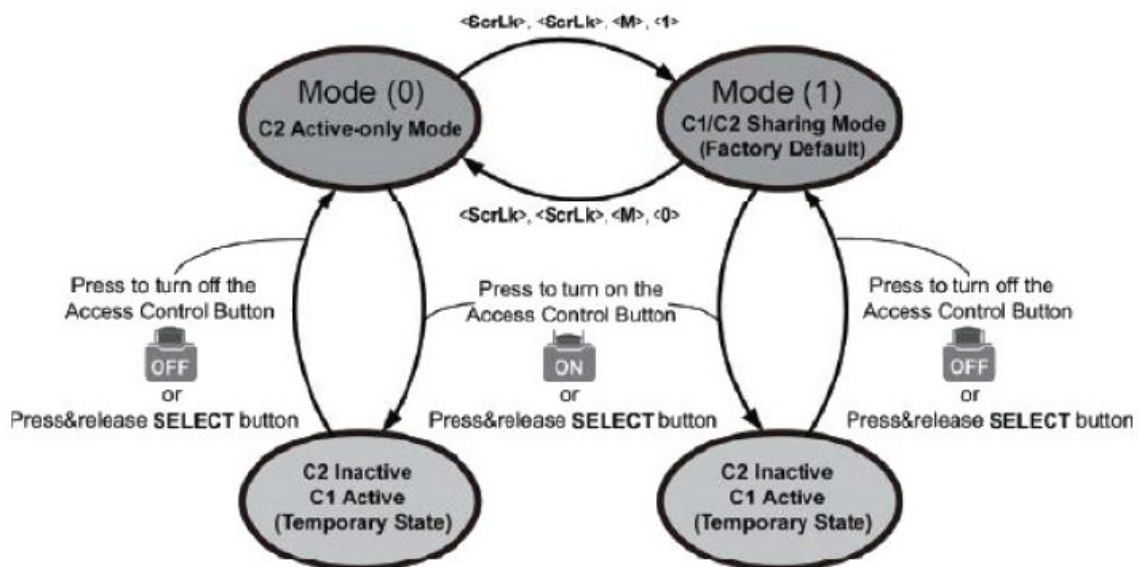 <ScrLk>, <ScrLk>, <M>, <1>
Mode (0)
C2 Active-only Mode
Mode (1)
C1/C2 Sharing Mode
(Factory Default)
<ScrLk>, <ScrLk>, <M>, <0>
Press to turn off the
Access Control Button
OFF
or
Press&release SELECT button
Press to turn on the
Access Control Button
ON
or
Press&release SELECT button
Press to turn off the
Access Control Button
OFF
or
Press&release SELECT button
C2 Inactive
C1 Active
(Temporary State)
C2 Inactive
C1 Active
(Temporary State)